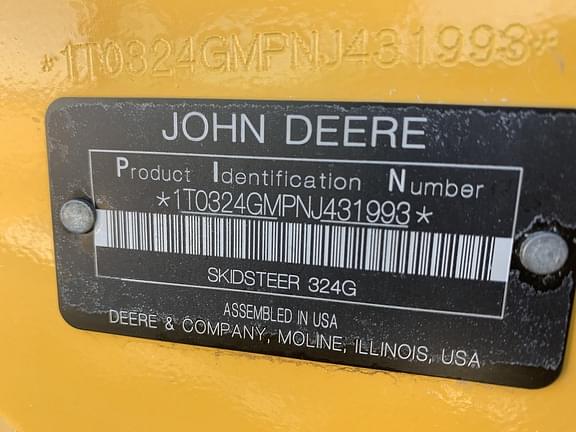 *1T0324GMPNJ431993*
JOHN DEERE
Product Identification Number
*1T0324GMPNJ431993*
SKIDSTEER 324G
ASSEMBLED IN USA
DEERE & COMPANY, MOLINE, ILLINOIS, USA